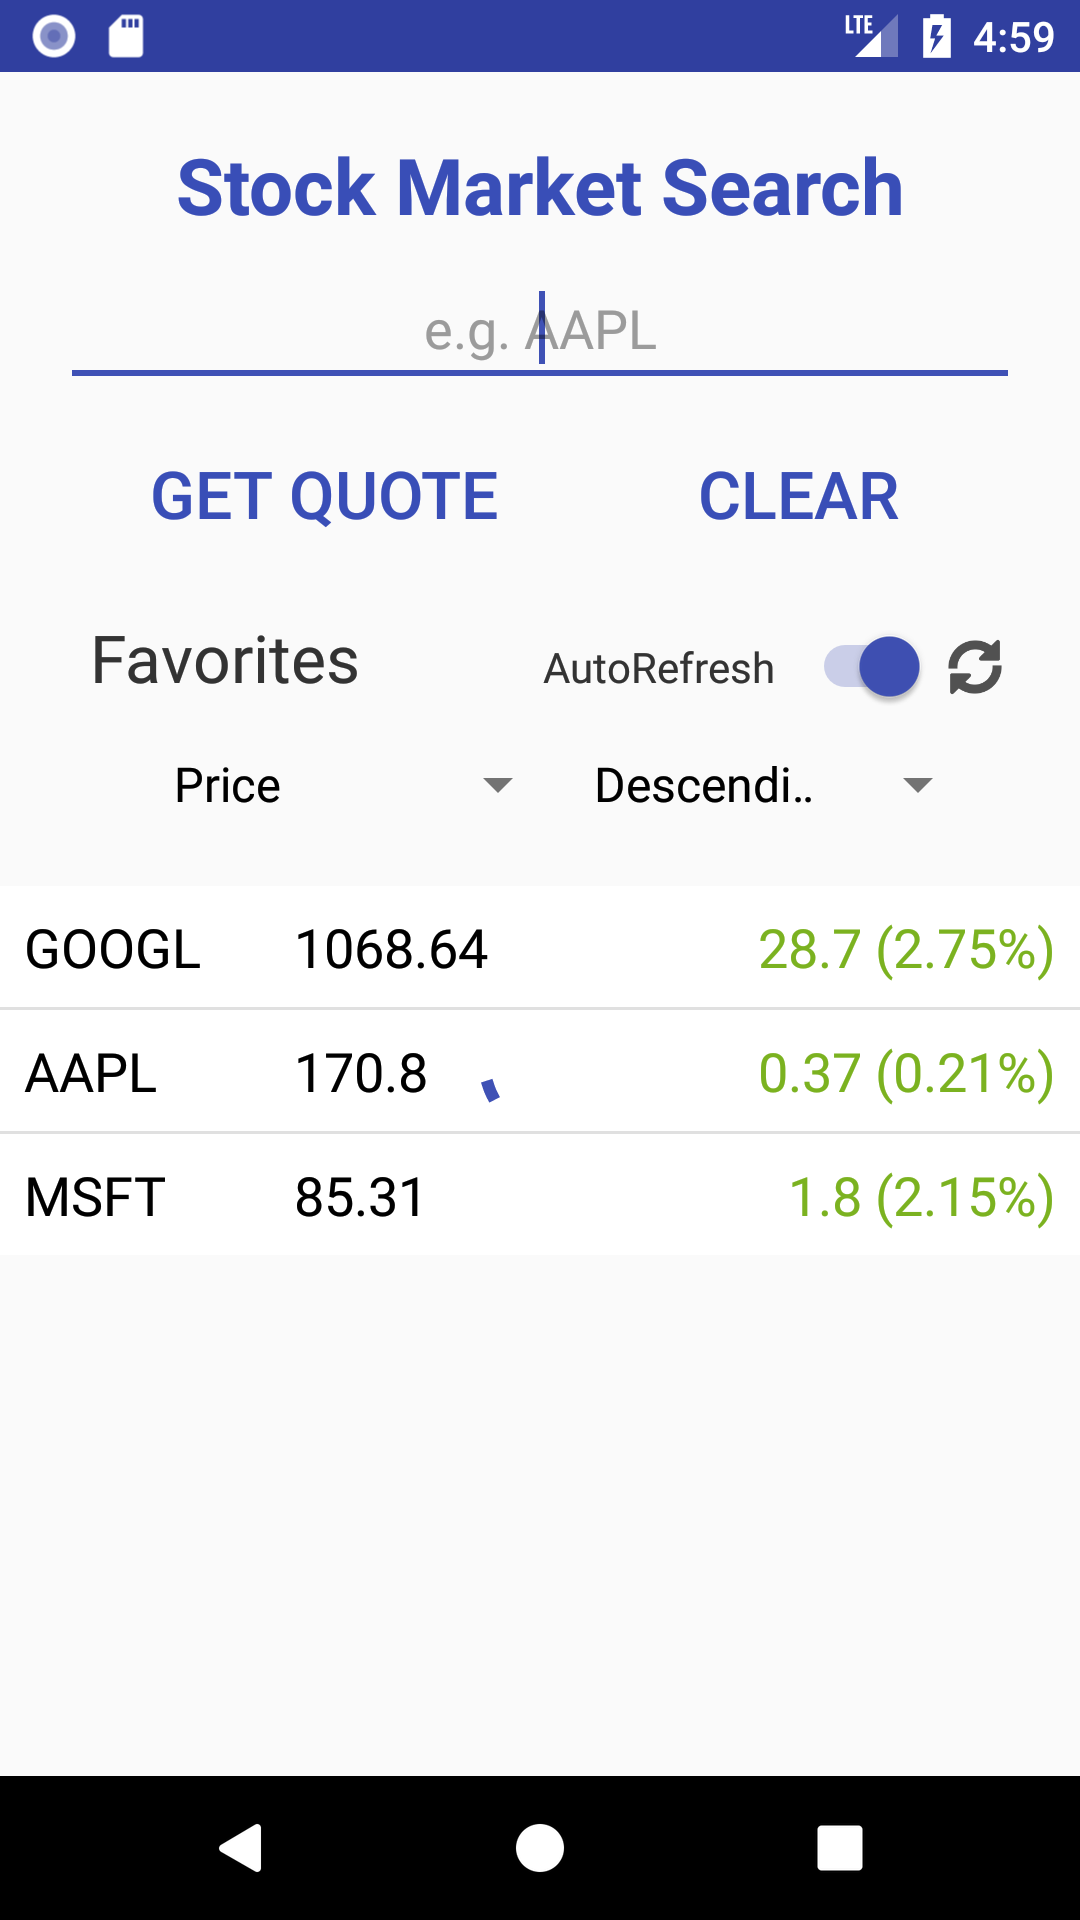 LTE 4:59
Stock Market Search
e.g. AAPL
GET QUOTE CLEAR
Favorites AutoRefresh
Price Descendi..
GOOGL 1068.64 28.7 (2.75%)
AAPL 170.8 0.37 (0.21%)
MSFT 85.31 1.8 (2.15%)